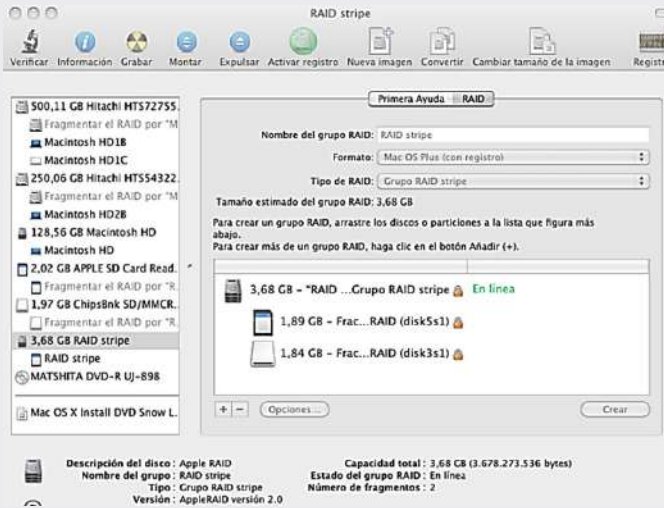 RAID stripe
Verificar Información Grabar Montar Expulsar Activar registro Nueva imagen Convertir Cambiar tamaño de la imagen Registr
500,11 GB Hitachi HTS72755.
Fragmentar el RAID por "M
Macintosh HD1B
Macintosh HD1C
250,06 GB Hitachi HTS54322.
Fragmentar el RAID por "M
Macintosh HD2B
128,56 GB Macintosh HD
Macintosh HD
2,02 GB APPLE SD Card Read.
Fragmentar el RAID por "R.
1,97 GB ChipsBnk SD/MMCR.
Fragmentar el RAID por "R.
3,68 GB RAID stripe
RAID stripe
MATSHITA DVD-R UJ-898
Mac OS X Install DVD Snow L.
Primera Ayuda RAID
Nombre del grupo RAID: RAID stripe
Formato: Mac OS Plus (con registro)
Tipo de RAID: Grupo RAID stripe
Tamaño estimado del grupo RAID: 3,68 GB
Para crear un grupo RAID, arrastre los discos o particiones a la lista que figura más
abajo.
Para crear más de un grupo RAID, haga clic en el botón Añadir (+).
3,68 GB - "RAID ...Grupo RAID stripe En línea
1,89 GB - Frac...RAID (disk5s1)
1,84 GB - Frac...RAID (disk3s1)
+ - Opciones ... Crear
Descripción del disco : Apple RAID
Nombre del grupo : RAID stripe
Tipo : Grupo RAID stripe
Versión : AppleRAID versión 2.0
Capacidad total : 3,68 GB (3.678.273.536 bytes)
Estado del grupo RAID : En línea
Número de fragmentos : 2